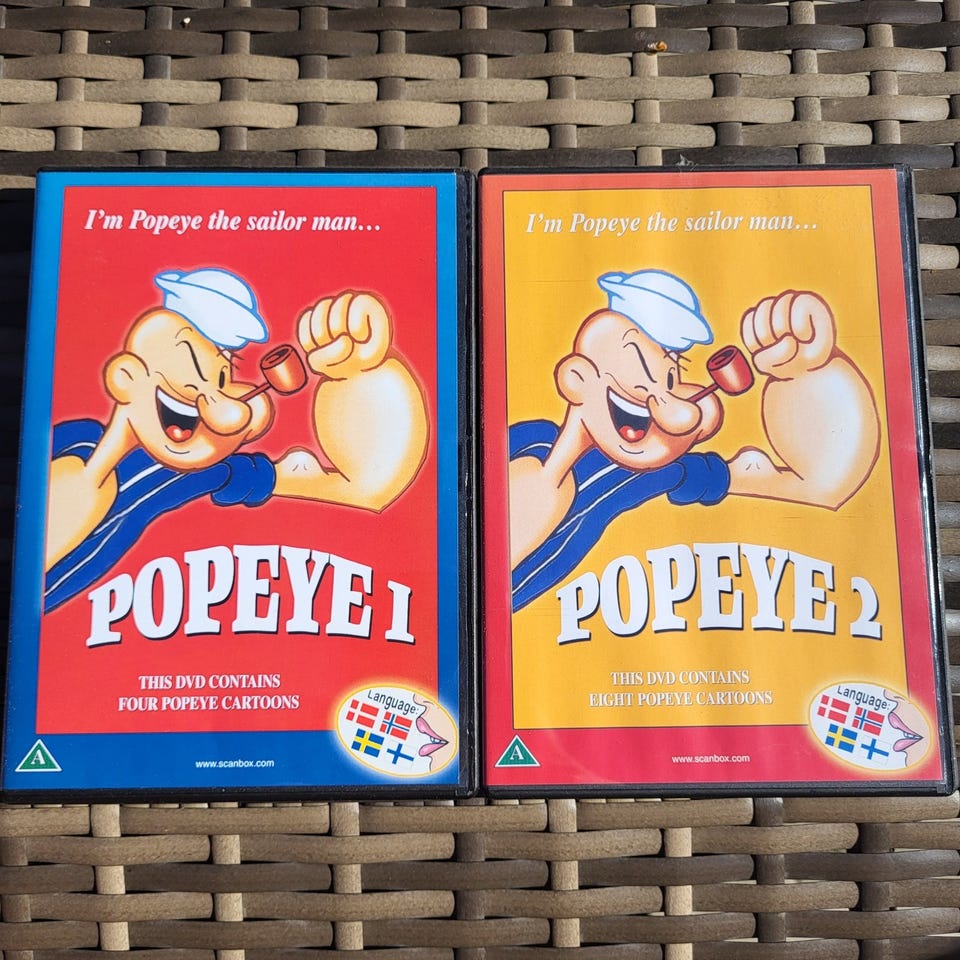 I'm Popeye the sailor man...
POPEYE 1
THIS DVD CONTAINS
FOUR POPEYE CARTOONS
Language:
A
www.scanbox.com
I'm Popeye the sailor man...
POPEYE 2
THIS DVD CONTAINS
EIGHT POPEYE CARTOONS
Language:
A
www.scanbox.com